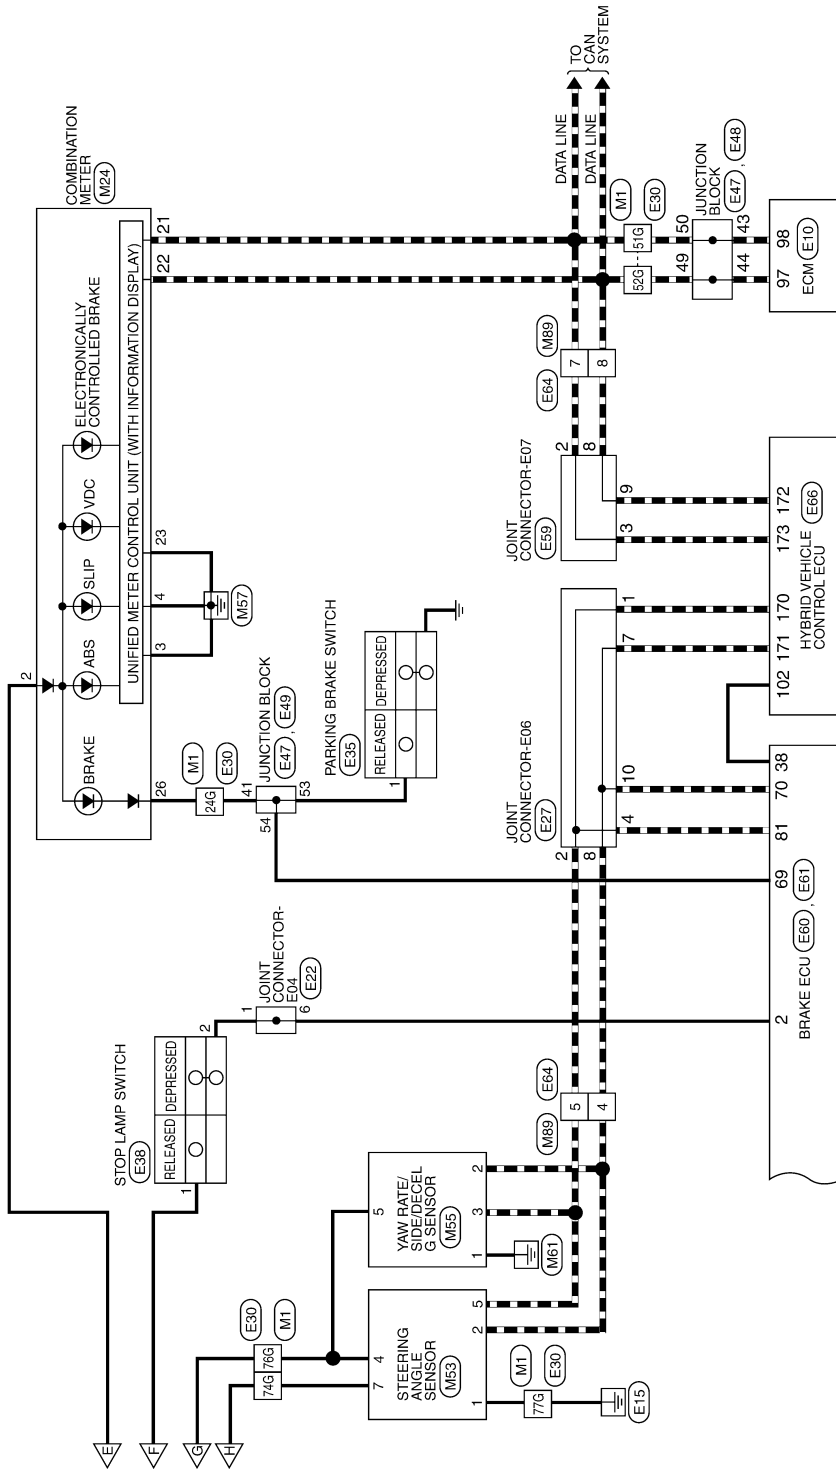 COMBINATION
METER
M24
ELECTRONICALLY
CONTROLLED BRAKE
VDC
SLIP
ABS
BRAKE
UNIFIED METER CONTROL UNIT (WITH INFORMATION DISPLAY)
2
21
22
23
4
3
26
M57
M1
E30
24G
41
54
53
JUNCTION BLOCK
E47 , E49
PARKING BRAKE SWITCH
E35
RELEASED
DEPRESSED
1
STOP LAMP SWITCH
E38
RELEASED
DEPRESSED
1
2
JOINT
CONNECTOR-
E04
E22
1
6
TO
CAN
SYSTEM
DATA LINE
DATA LINE
M1
E30
51G
52G
JUNCTION
BLOCK
E47 , E48
50
49
43
44
98
97
ECM E10
M89
E64
7
8
JOINT
CONNECTOR-E07
E59
2
8
9
3
172
173
170
171
102
HYBRID VEHICLE
CONTROL ECU
E66
JOINT
CONNECTOR-E06
E27
1
7
10
4
2
8
38
70
81
69
2
BRAKE ECU E60 , E61
E64
M89
5
4
YAW RATE/
SIDE/DECEL
G SENSOR
M55
5
2
3
1
M61
STEERING
ANGLE
SENSOR
M53
4
7
5
2
1
E30
M1
76G
74G
M1
E30
77G
E15
E
F
G
H